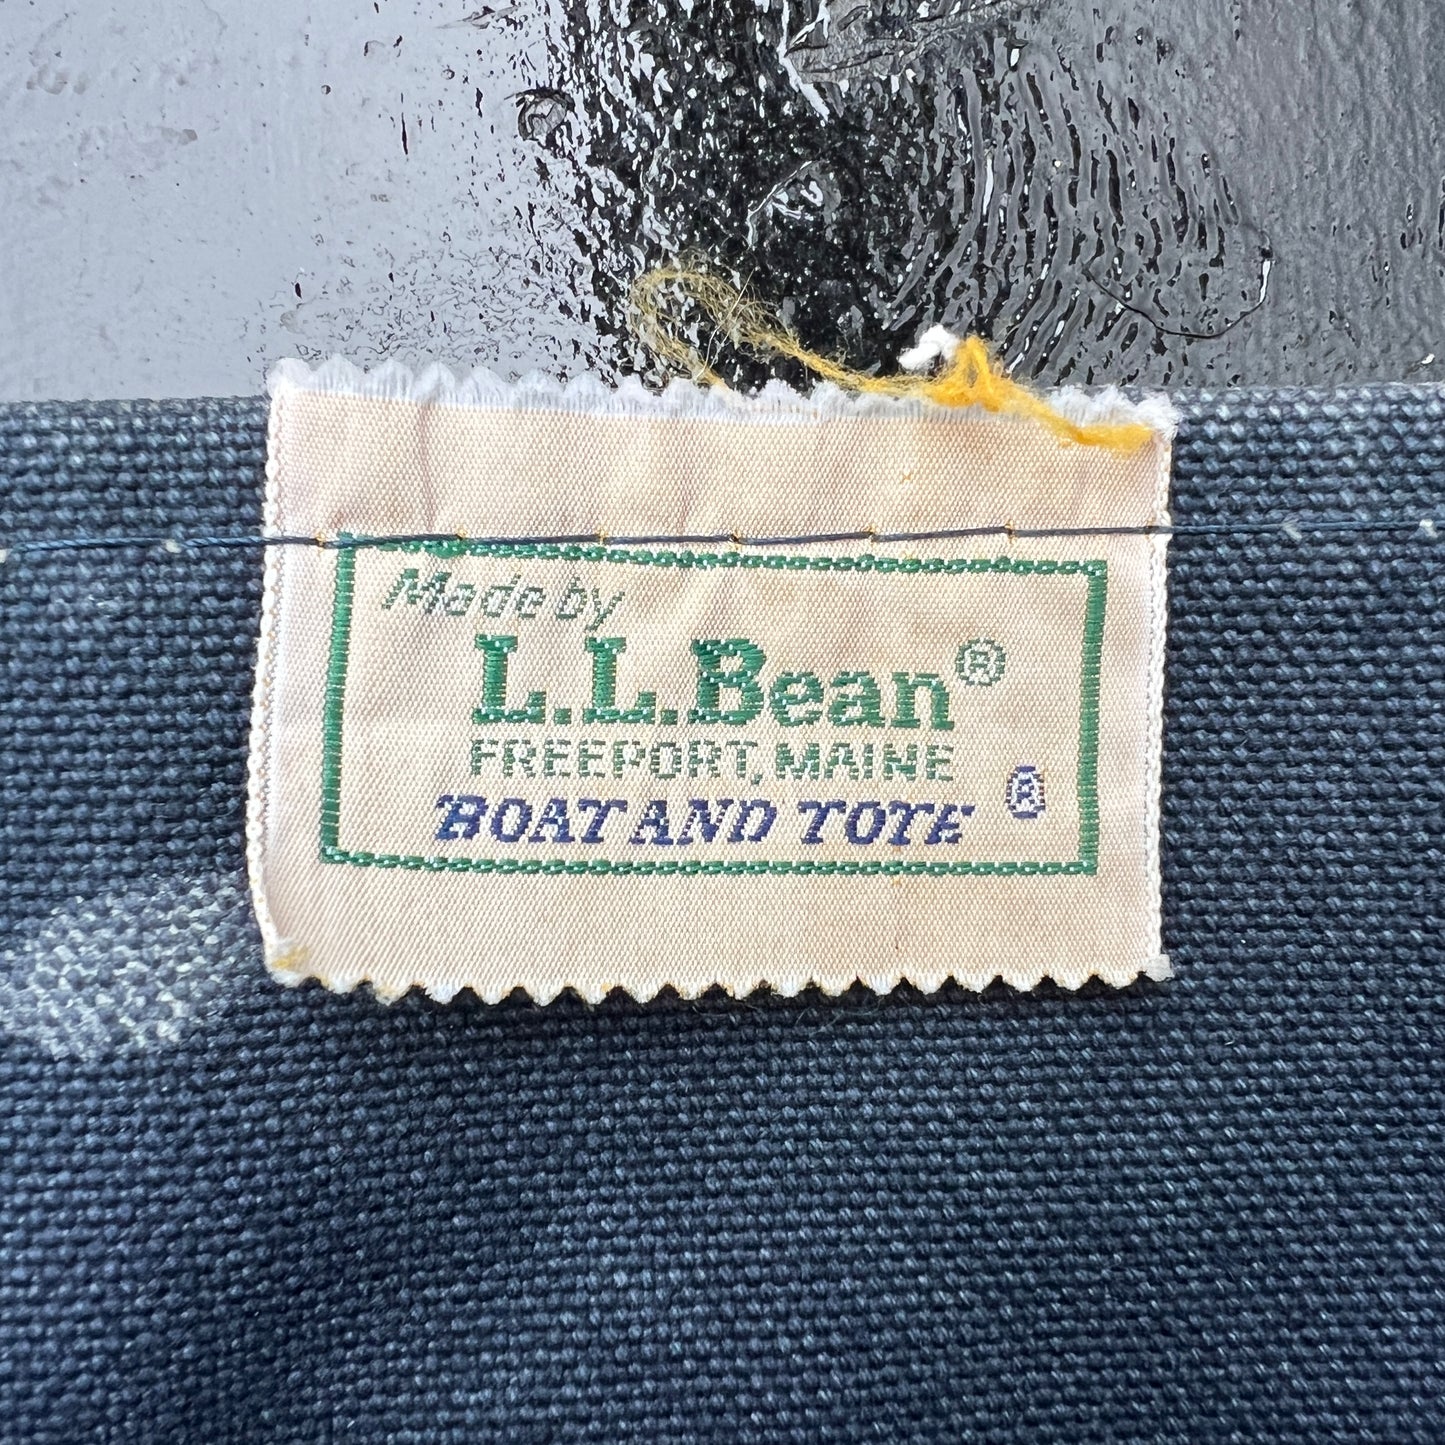 Made by
L.L.Bean®
FREEPORT, MAINE
BOAT AND TOTE ®